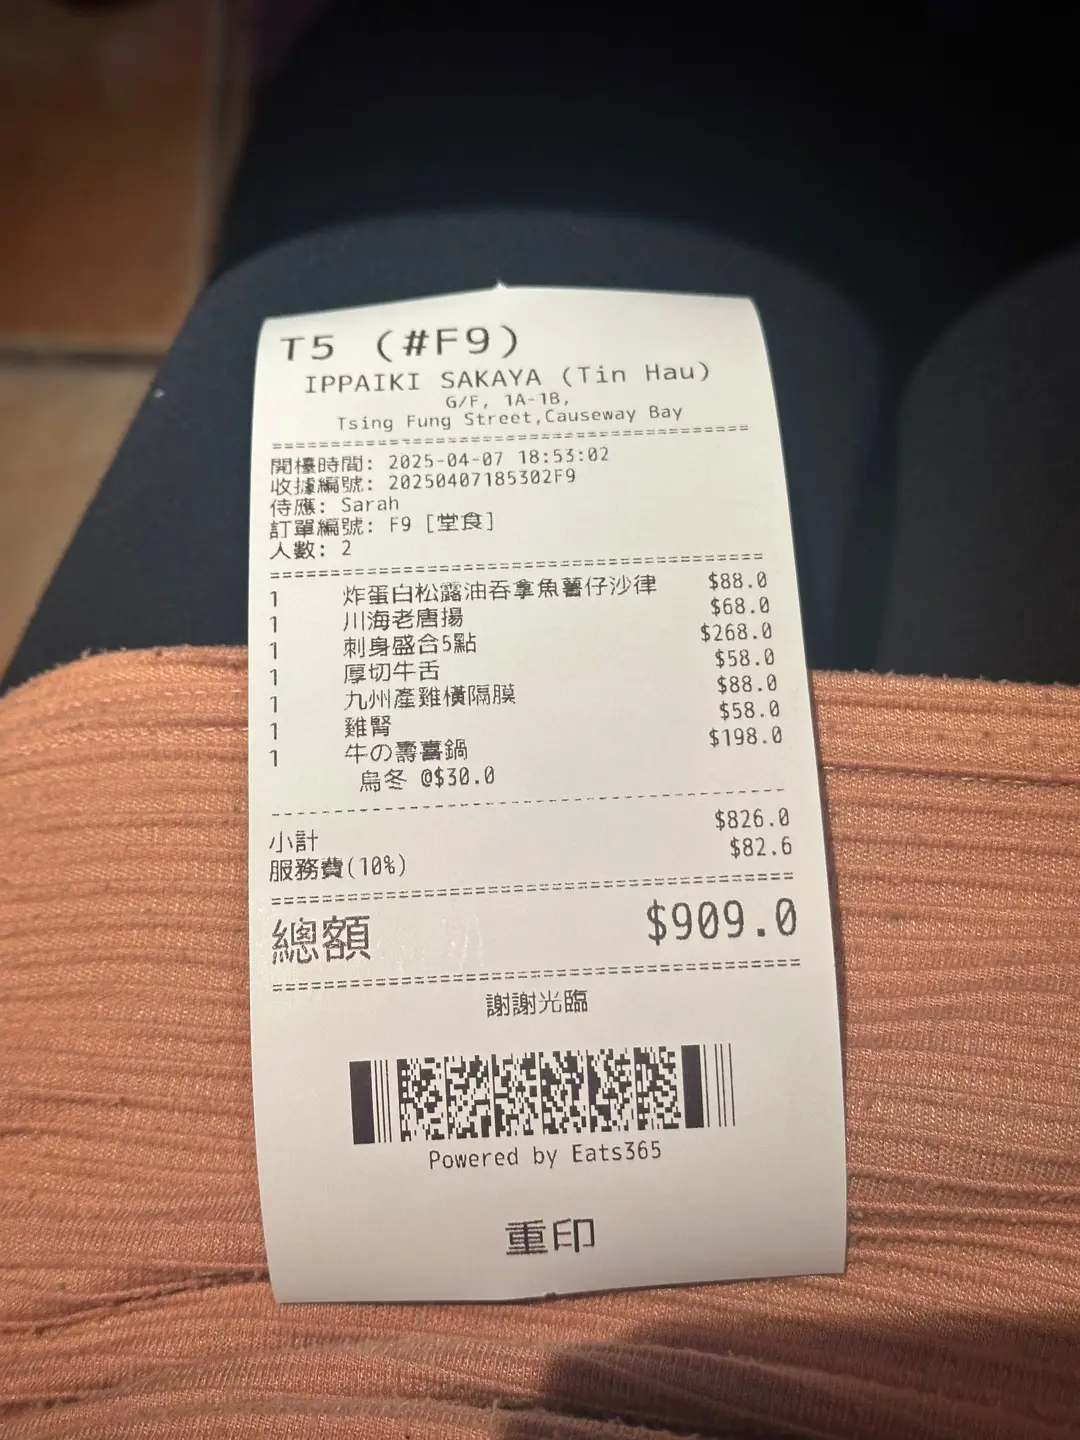 T5 (#F9)
IPPAIKI SAKAYA (Tin Hau)
G/F, 1A-1B,
Tsing Fung Street,Causeway Bay
開檯時間: 2025-04-07 18:53:02
收據編號: 20250407185302F9
侍應: Sarah
訂單編號: F9 [堂食]
人數: 2
1 炸蛋白松露油吞拿魚薯仔沙律 $88.0
1 川海老唐揚 $68.0
1 刺身盛合5點 $268.0
1 厚切牛舌 $58.0
1 九州產雞橫隔膜 $88.0
1 雞腎 $58.0
1 牛の壽喜鍋 $198.0
烏冬 @$30.0
小計 $826.0
服務費(10%) $82.6
總額 $909.0
謝謝光臨
Powered by Eats365
重印